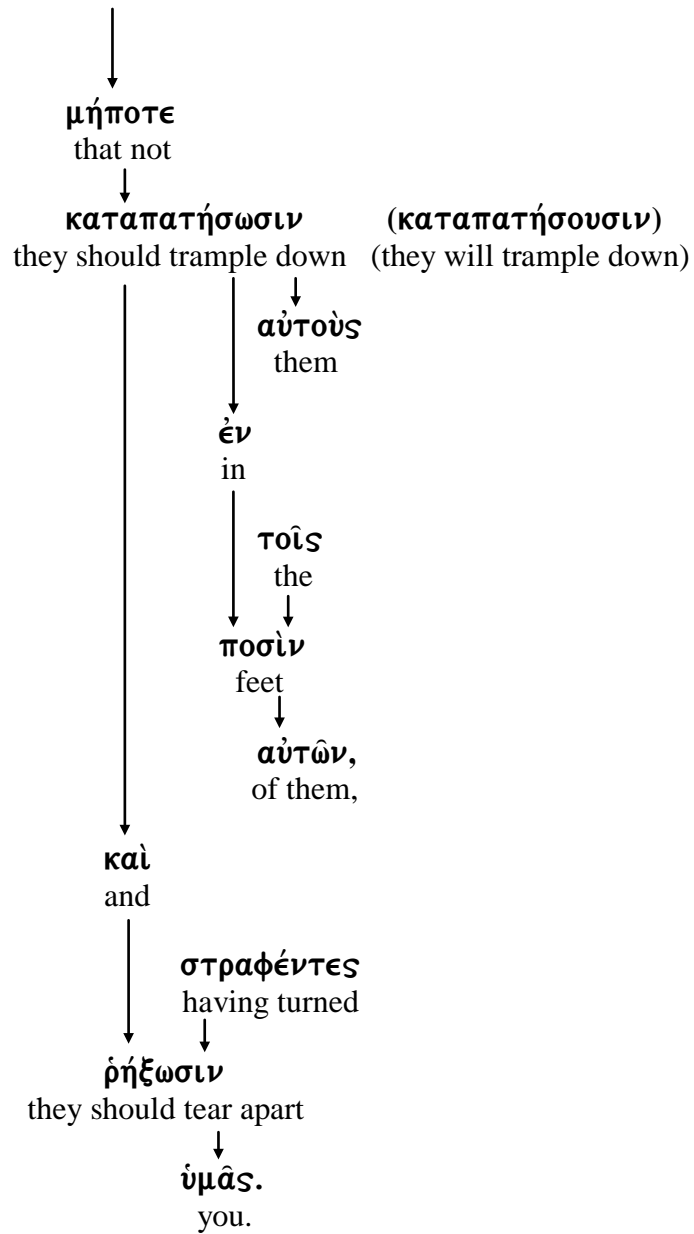 μήποτε
that not
καταπατήσωσιν (καταπατήσουσιν)
they should trample down (they will trample down)
αὐτοὺς
them
ἐν
in
τοῖς
the
ποσὶν
feet
αὐτῶν,
of them,
καὶ
and
στραφέντες
having turned
ῥήξωσιν
they should tear apart
ὑμᾶς.
you.